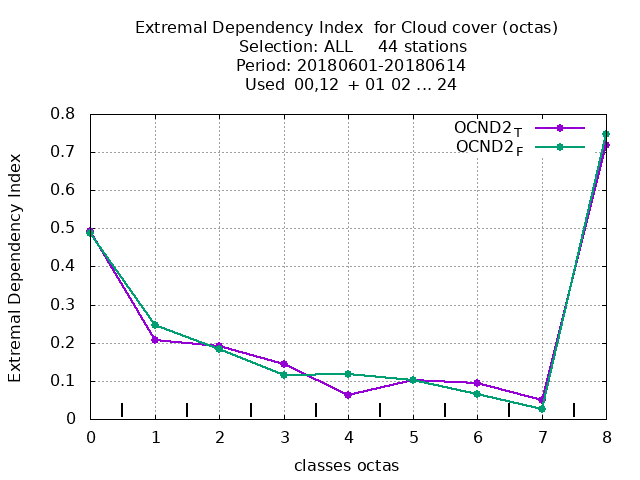 Extremal Dependency Index  for Cloud cover (octas)
Selection: ALL     44 stations
Period: 20180601-20180614
Used  00,12  + 01 02 ... 24
OCND2T
OCND2F
0.8
0.7
0.6
0.5
0.4
0.3
0.2
0.1
0
Extremal Dependency Index
0 1 2 3 4 5 6 7 8
classes octas